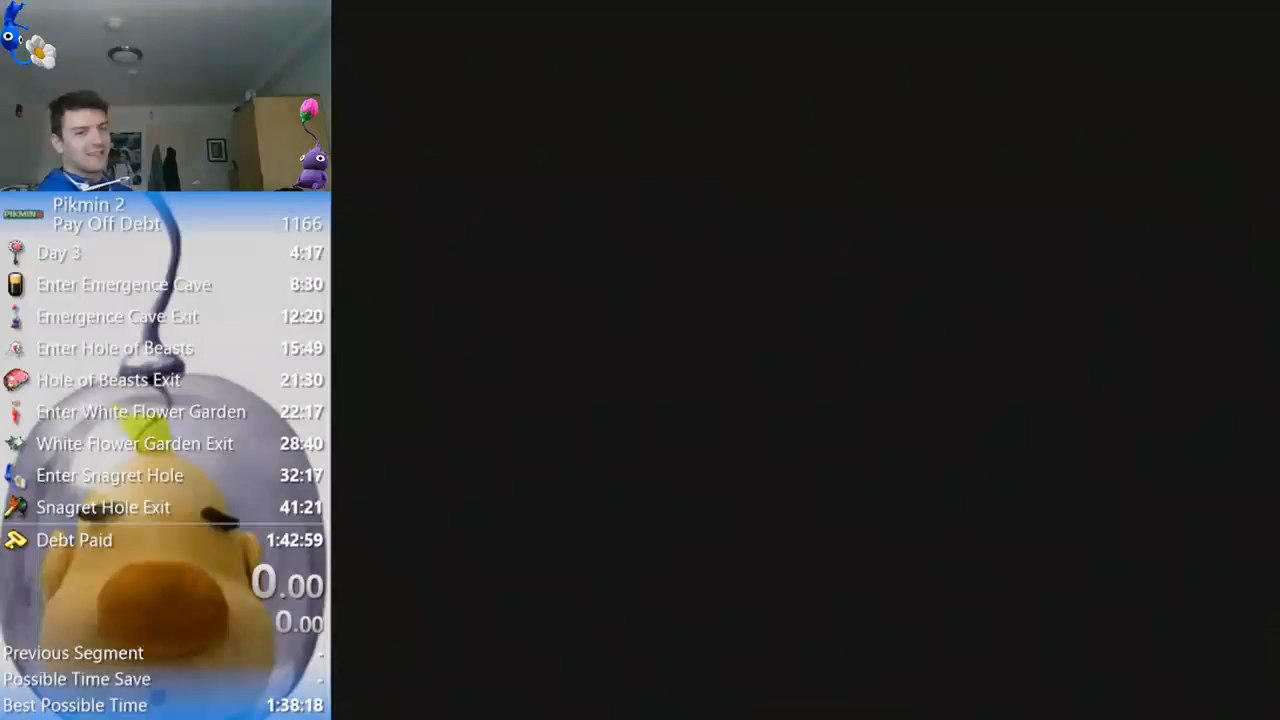 Pikmin 2
PIKMIN
Pay Off Debt 1166
Day 3 4:17
Enter Emergence Cave 8:30
Emergence Cave Exit 12:20
Enter Hole of Beasts 15:49
Hole of Beasts Exit 21:30
Enter White Flower Garden 22:17
White Flower Garden Exit 28:40
Enter Snagret Hole 32:17
Snagret Hole Exit 41:21
Debt Paid 1:42:59
0.00
0.00
Previous Segment -
Possible Time Save -
Best Possible Time 1:38:18